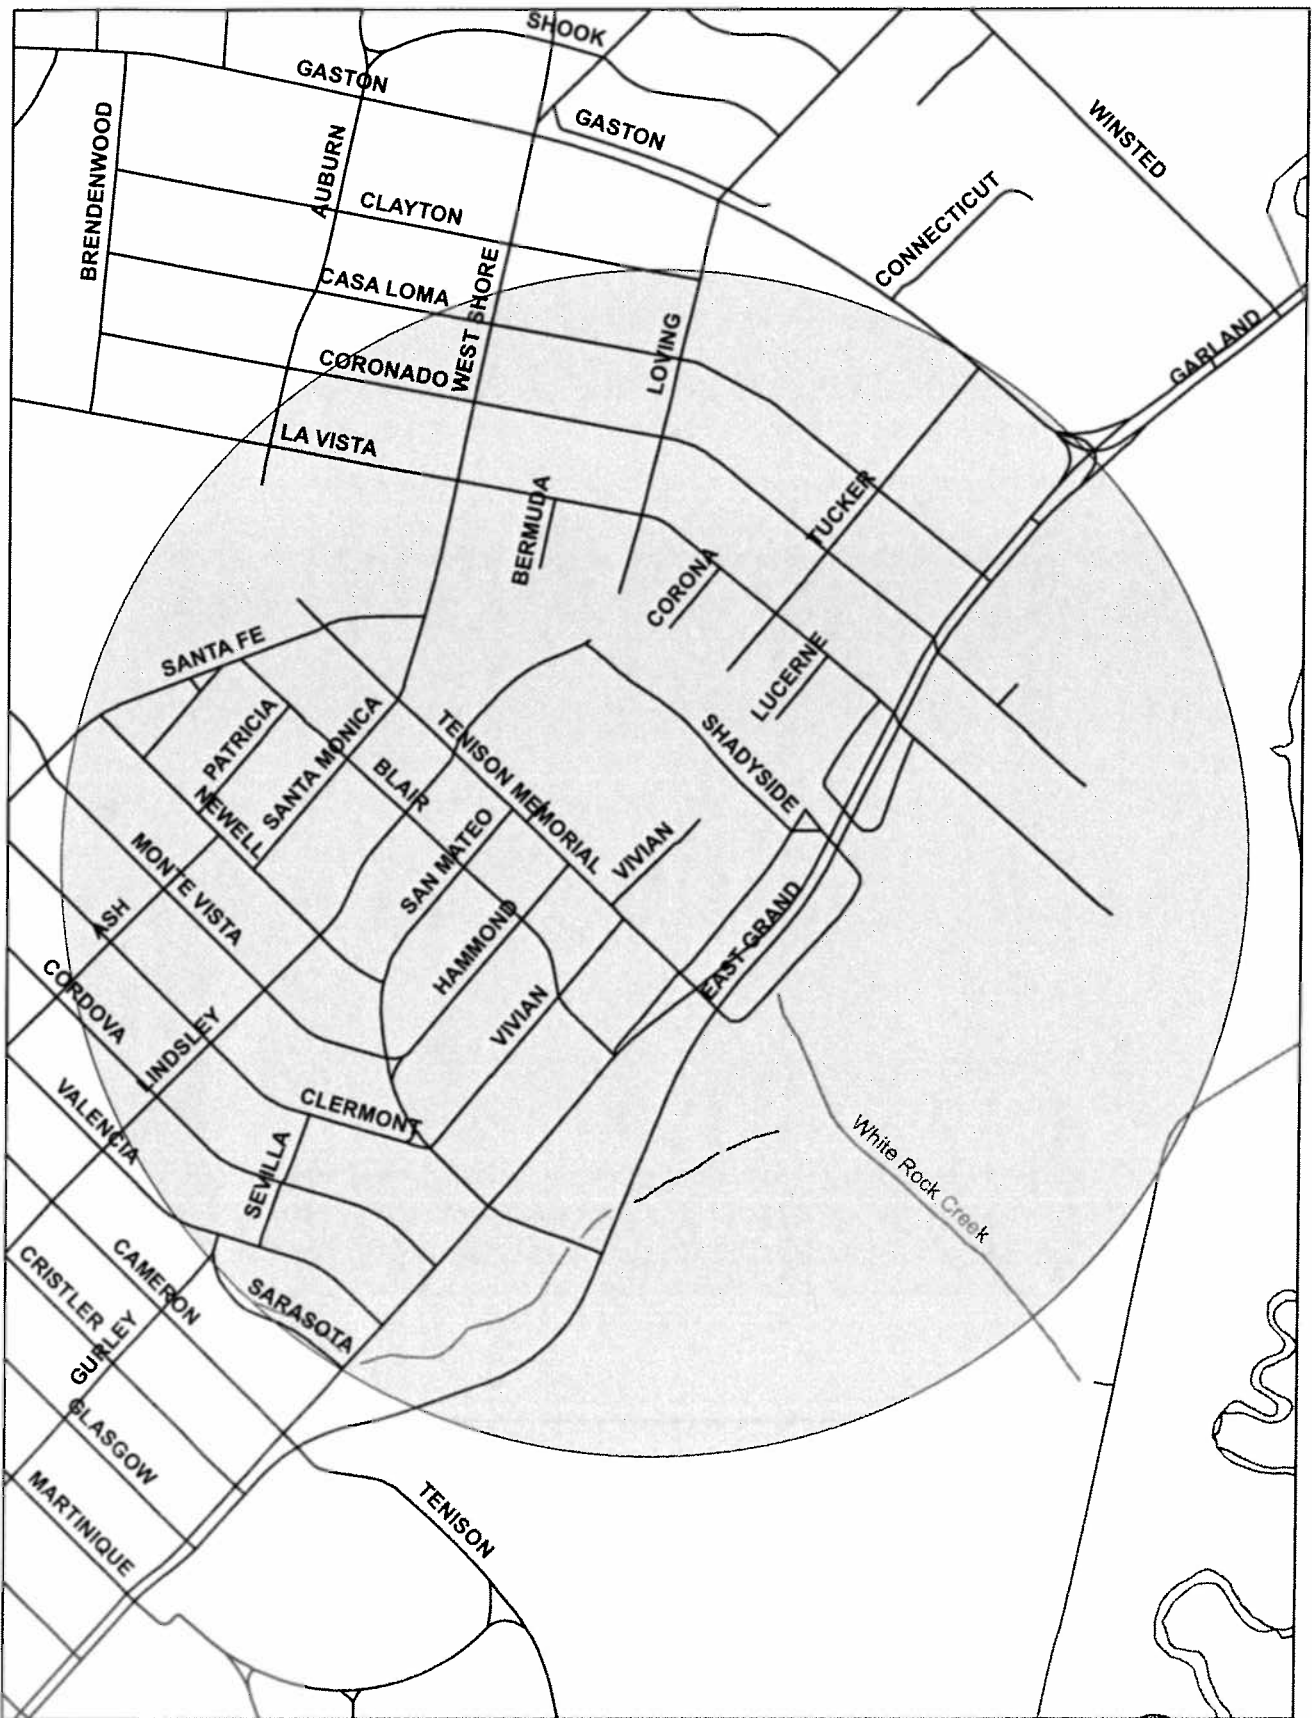 SHOOK
GASTON
GASTON
WINSTED
BRENDENWOOD
AUBURN
CLAYTON
CONNECTICUT
WEST SHORE
CASA LOMA
LOVING
GARLAND
CORONADO
LA VISTA
BERMUDA
TUCKER
CORONA
SANTA FE
LUCERNE
PATRICIA
SANTA MONICA
TENISON MEMORIAL
SHADYSIDE
BLAIR
NEWELL
SAN MATEO
VIVIAN
MONTE VISTA
ASH
HAMMOND
EAST GRAND
CORDOVA
VIVIAN
LINDSLEY
VALENCIA
CLERMONT
SEVILLA
White Rock Creek
CAMERON
CRISTLER
SARASOTA
GURLEY
GLASGOW
MARTINIQUE
TENISON